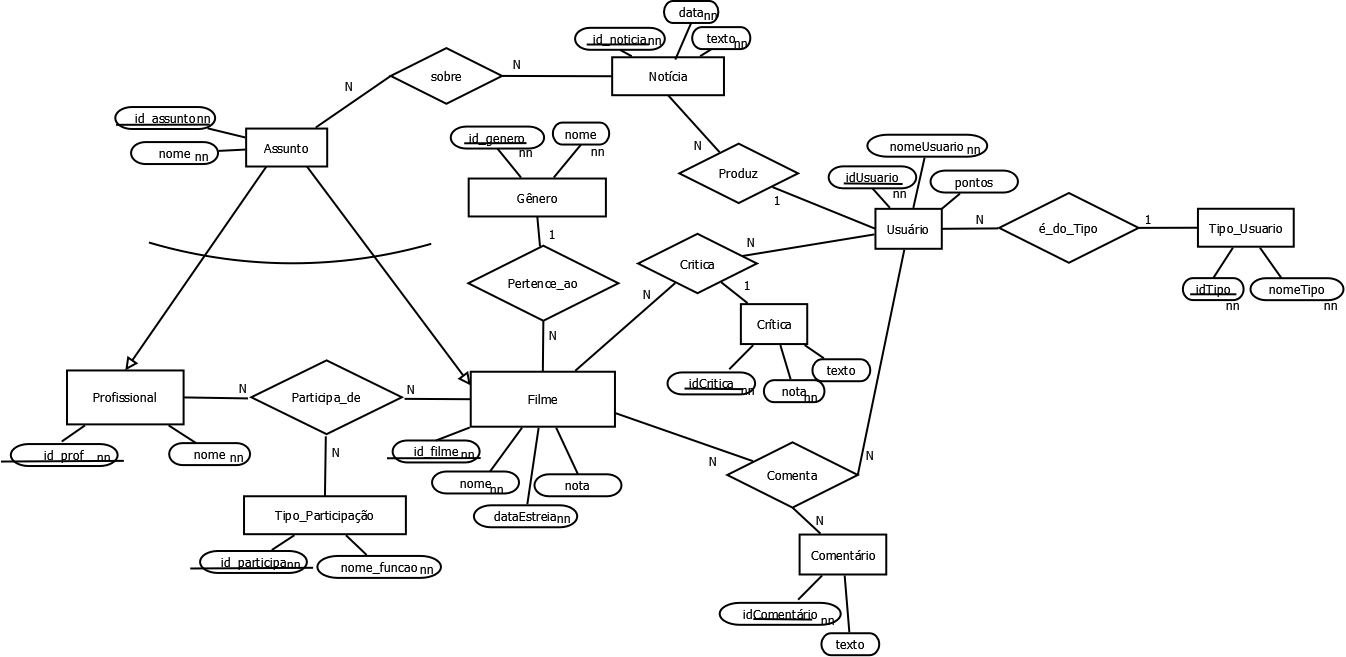 data nn
id_noticia nn
texto nn
N
sobre
N
Notícia
id_assunto nn
nome nn
Assunto
id_genero nn
nome nn
Gênero
N
Produz
1
nomeUsuario nn
idUsuario nn
pontos
Usuário
N
é_do_Tipo
1
Tipo_Usuario
idTipo nn
nomeTipo nn
1
Pertence_ao
N
N
Critica
N
1
Crítica
idCritica nn
nota nn
texto
Profissional
N
Participa_de
N
Filme
id_prof nn
nome nn
N
id_filme nn
nome nn
nota
dataEstreia nn
N
Comenta
N
N
Tipo_Participação
id_participa nn
nome_funcao nn
Comentário
idComentário nn
texto